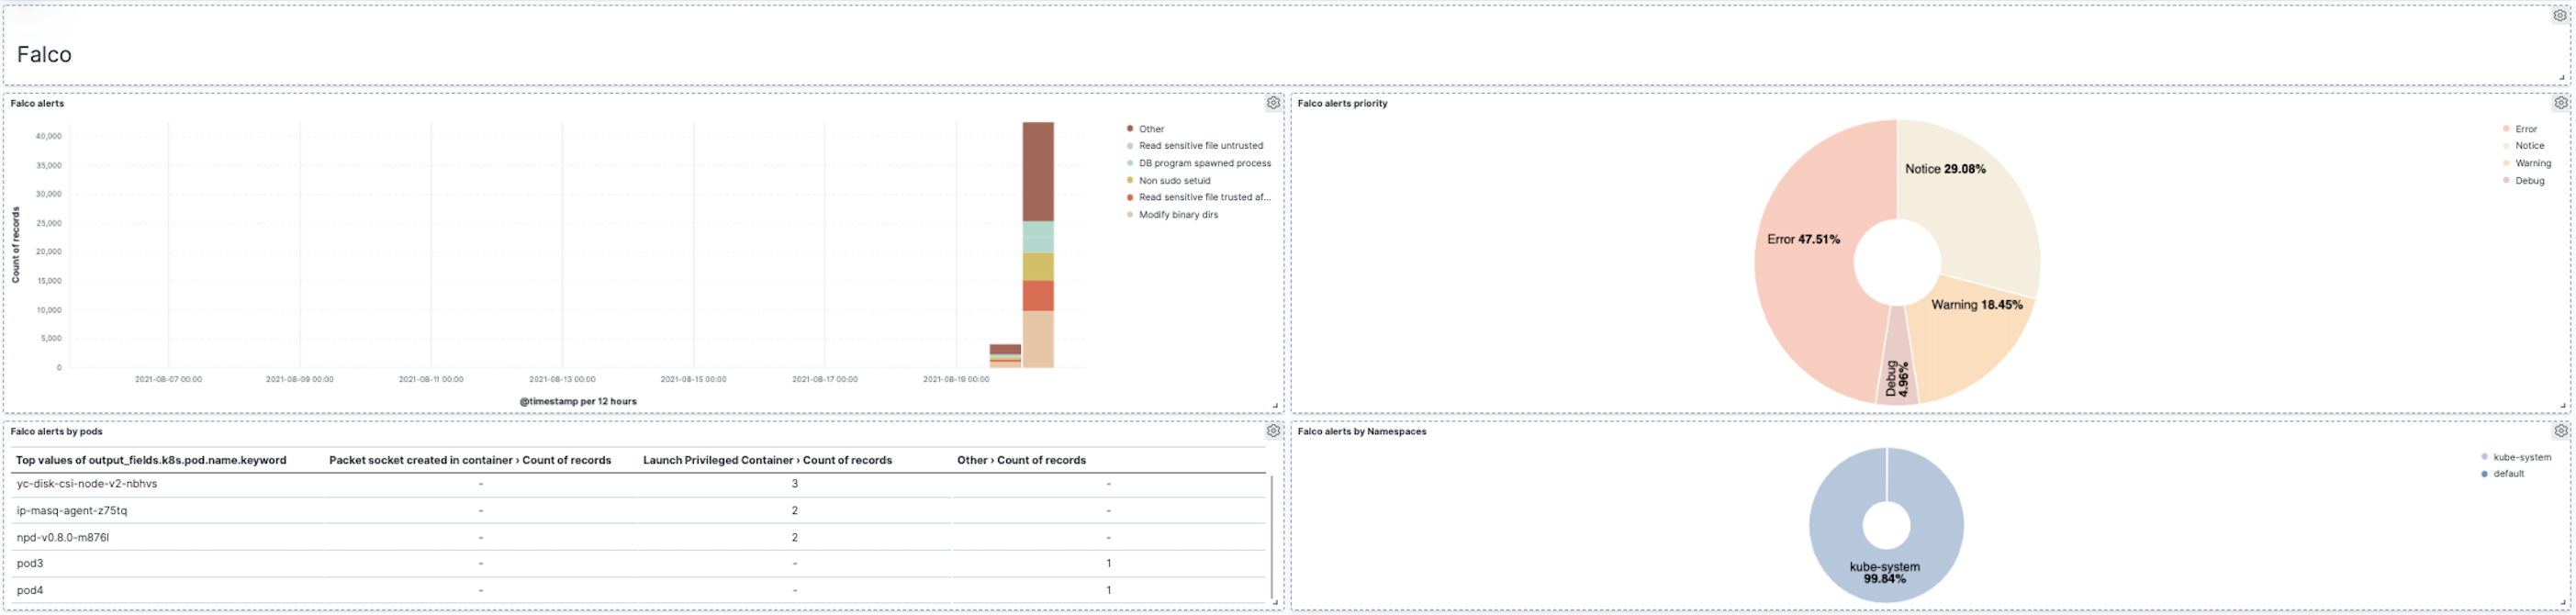 Falco
Falco alerts
40,000
35,000
30,000
25,000
20,000
15,000
10,000
5,000
0
Count of records
2021-08-07 00:00
2021-08-09 00:00
2021-08-11 00:00
2021-08-13 00:00
2021-08-15 00:00
2021-08-17 00:00
2021-08-19 00:00
@timestamp per 12 hours
Other
Read sensitive file untrusted
DB program spawned process
Non sudo setuid
Read sensitive file trusted af...
Modify binary dirs
Falco alerts priority
Notice 29.08%
Error 47.51%
Warning 18.45%
Debug
4.96%
Error
Notice
Warning
Debug
Falco alerts by pods
Top values of output_fields.k8s.pod.name.keyword Packet socket created in container › Count of records Launch Privileged Container › Count of records Other › Count of records
yc-disk-csi-node-v2-nbhvs - 3 -
ip-masq-agent-z75tq - 2 -
npd-v0.8.0-m876l - 2 -
pod3 - - 1
pod4 - - 1
Falco alerts by Namespaces
kube-system
99.84%
kube-system
default